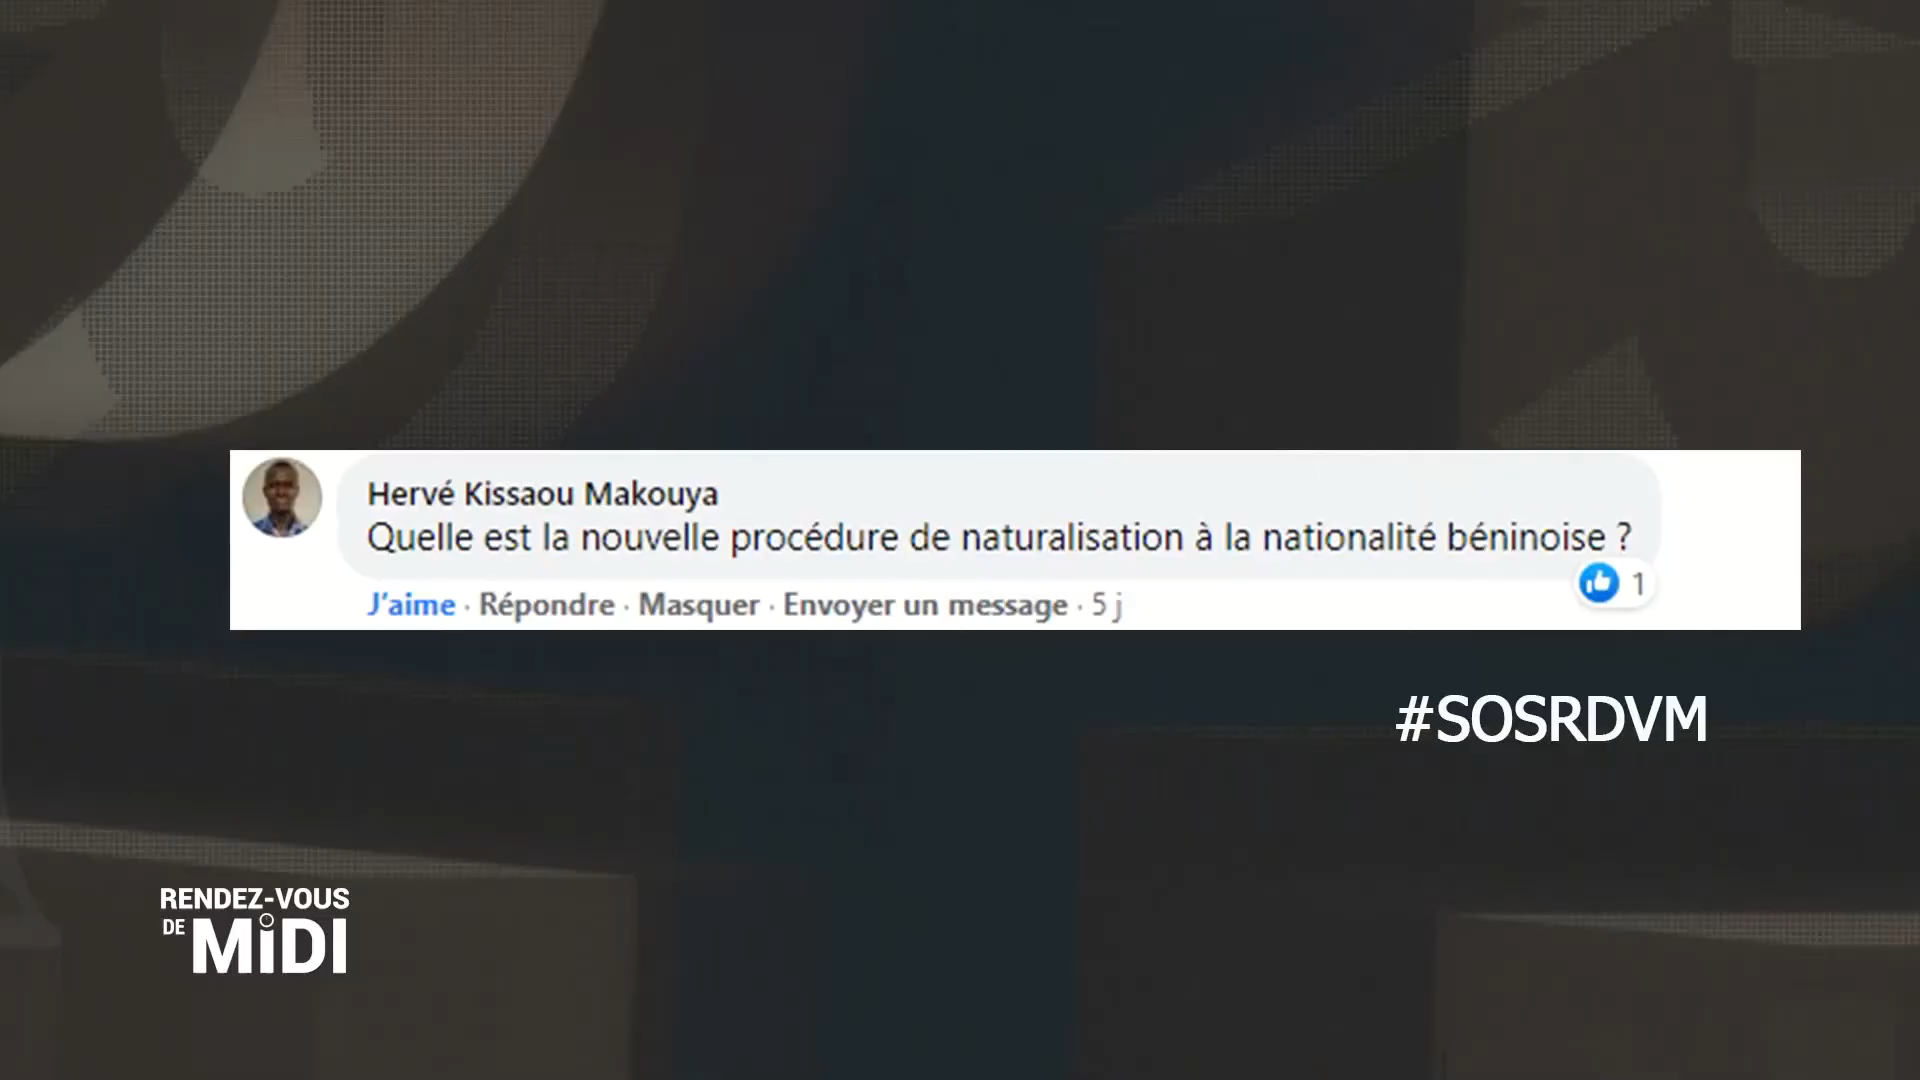 Hervé Kissaou Makouya
Quelle est la nouvelle procédure de naturalisation à la nationalité béninoise ?
1
J'aime · Répondre · Masquer · Envoyer un message · 5 j
#SOSRDVM
RENDEZ-VOUS
DE MiDI